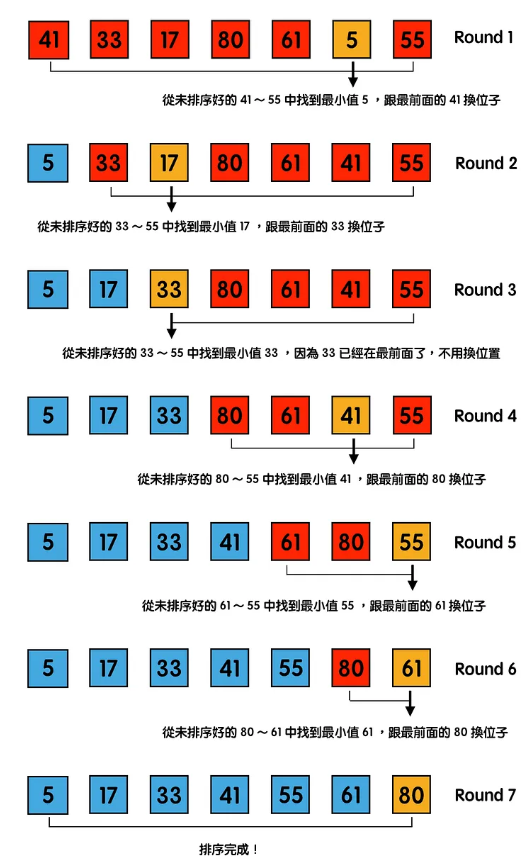 41 33 17 80 61 5 55 Round 1
從未排序好的 41～55 中找到最小值 5 ，跟最前面的 41 換位子
5 33 17 80 61 41 55 Round 2
從未排序好的 33～55 中找到最小值 17 ，跟最前面的 33 換位子
5 17 33 80 61 41 55 Round 3
從未排序好的 33～55 中找到最小值 33 ，因為 33 已經在最前面了，不用換位置
5 17 33 80 61 41 55 Round 4
從未排序好的 80～55 中找到最小值 41 ，跟最前面的 80 換位子
5 17 33 41 61 80 55 Round 5
從未排序好的 61～55 中找到最小值 55 ，跟最前面的 61 換位子
5 17 33 41 55 80 61 Round 6
從未排序好的 80～61 中找到最小值 61 ，跟最前面的 80 換位子
5 17 33 41 55 61 80 Round 7
排序完成！